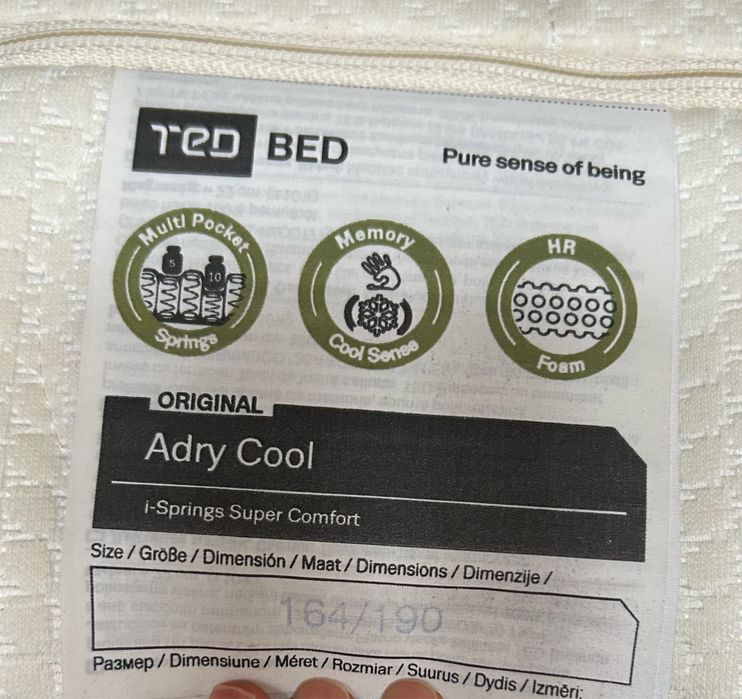 TED BED
Pure sense of being
Multi Pocket
5
10
Springs
Memory
Cool Sense
HR
Foam
ORIGINAL
Adry Cool
i-Springs Super Comfort
Size / Größe / Dimensión / Maat / Dimensions / Dimenzije /
164/190
Размер / Dimensiune / Méret / Rozmiar / Suurus / Dydis / Izmēri: